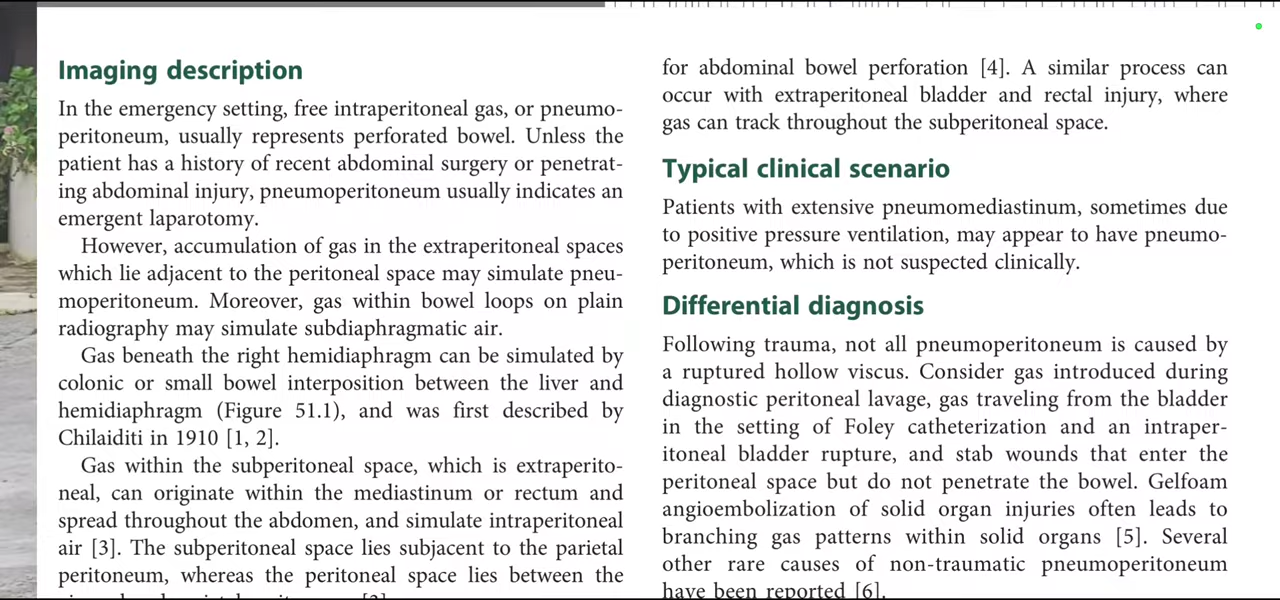 Imaging description
In the emergency setting, free intraperitoneal gas, or pneumo-
peritoneum, usually represents perforated bowel. Unless the
patient has a history of recent abdominal surgery or penetrat-
ing abdominal injury, pneumoperitoneum usually indicates an
emergent laparotomy.
However, accumulation of gas in the extraperitoneal spaces
which lie adjacent to the peritoneal space may simulate pneu-
moperitoneum. Moreover, gas within bowel loops on plain
radiography may simulate subdiaphragmatic air.
Gas beneath the right hemidiaphragm can be simulated by
colonic or small bowel interposition between the liver and
hemidiaphragm (Figure 51.1), and was first described by
Chilaiditi in 1910 [1, 2].
Gas within the subperitoneal space, which is extraperito-
neal, can originate within the mediastinum or rectum and
spread throughout the abdomen, and simulate intraperitoneal
air [3]. The subperitoneal space lies subjacent to the parietal
peritoneum, whereas the peritoneal space lies between the
for abdominal bowel perforation [4]. A similar process can
occur with extraperitoneal bladder and rectal injury, where
gas can track throughout the subperitoneal space.
Typical clinical scenario
Patients with extensive pneumomediastinum, sometimes due
to positive pressure ventilation, may appear to have pneumo-
peritoneum, which is not suspected clinically.
Differential diagnosis
Following trauma, not all pneumoperitoneum is caused by
a ruptured hollow viscus. Consider gas introduced during
diagnostic peritoneal lavage, gas traveling from the bladder
in the setting of Foley catheterization and an intraper-
itoneal bladder rupture, and stab wounds that enter the
peritoneal space but do not penetrate the bowel. Gelfoam
angioembolization of solid organ injuries often leads to
branching gas patterns within solid organs [5]. Several
other rare causes of non-traumatic pneumoperitoneum
have been reported [6].